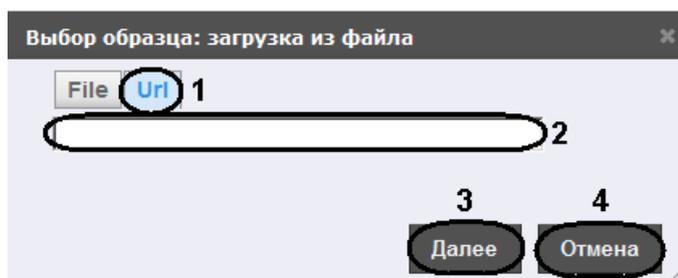 Выбор образца: загрузка из файла
File Url 1
2
3 4
Далее Отмена